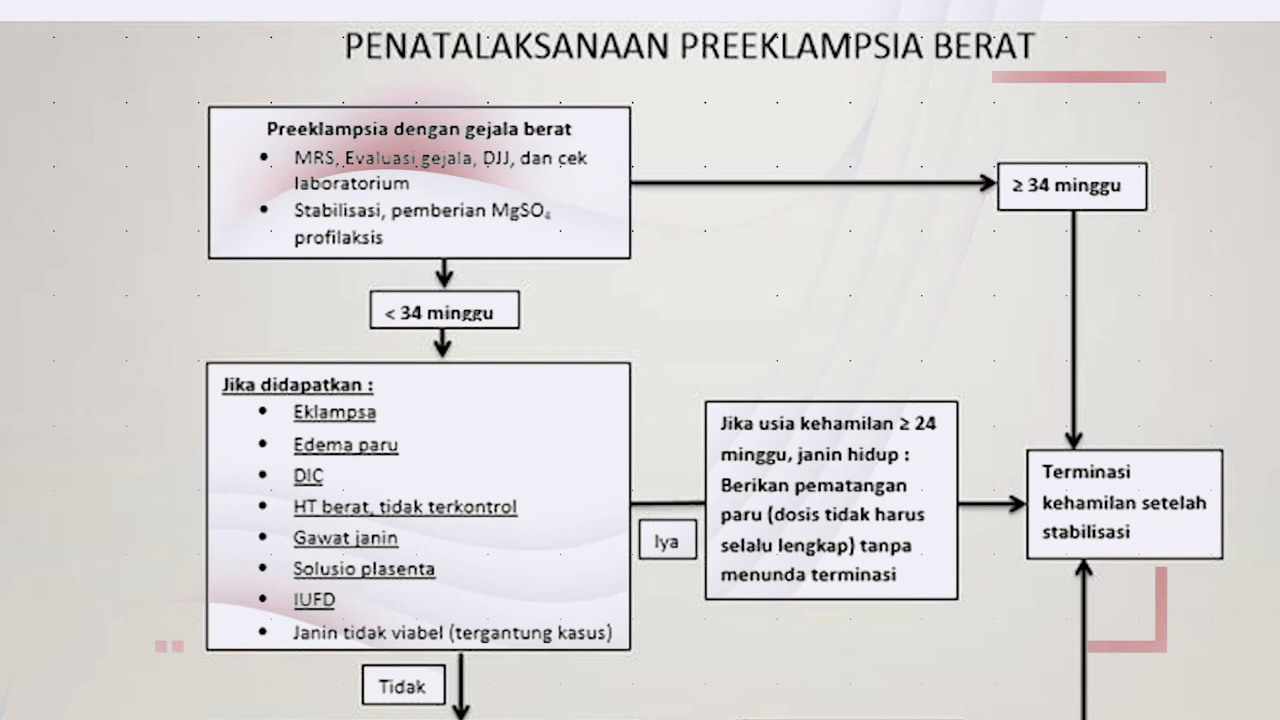 PENATALAKSANAAN PREEKLAMPSIA BERAT
Preeklampsia dengan gejala berat
• MRS, Evaluasi gejala, DJJ, dan cek
laboratorium
• Stabilisasi, pemberian MgSO₄
profilaksis
≥ 34 minggu
< 34 minggu
Jika didapatkan :
• Eklampsa
• Edema paru
• DIC
• HT berat, tidak terkontrol
• Gawat janin
• Solusio plasenta
• IUFD
• Janin tidak viabel (tergantung kasus)
Iya
Jika usia kehamilan ≥ 24
minggu, janin hidup :
Berikan pematangan
paru (dosis tidak harus
selalu lengkap) tanpa
menunda terminasi
Terminasi
kehamilan setelah
stabilisasi
Tidak